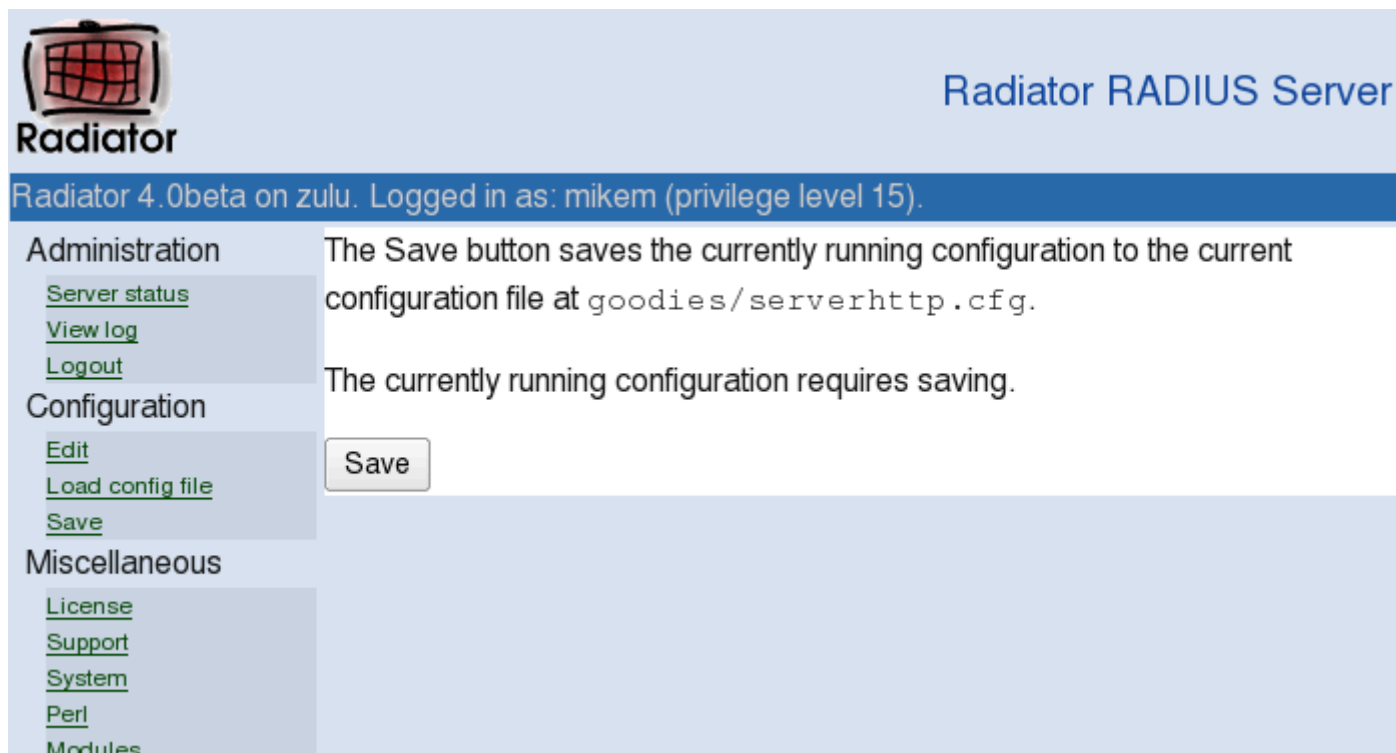 Radiator
Radiator RADIUS Server
Radiator 4.0beta on zulu. Logged in as: mikem (privilege level 15).
Administration
Server status
View log
Logout
Configuration
Edit
Load config file
Save
Miscellaneous
License
Support
System
Perl
Modules
The Save button saves the currently running configuration to the current
configuration file at goodies/serverhttp.cfg.
The currently running configuration requires saving.
Save